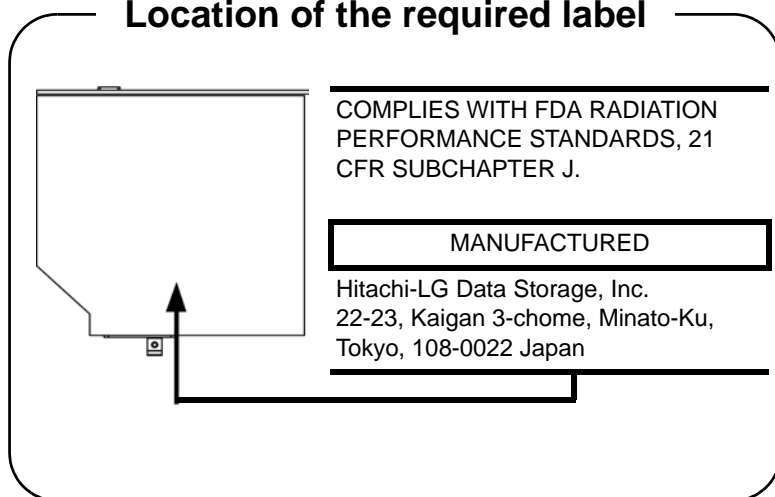 Location of the required label
COMPLIES WITH FDA RADIATION
PERFORMANCE STANDARDS, 21
CFR SUBCHAPTER J.
MANUFACTURED
Hitachi-LG Data Storage, Inc.
22-23, Kaigan 3-chome, Minato-Ku,
Tokyo, 108-0022 Japan